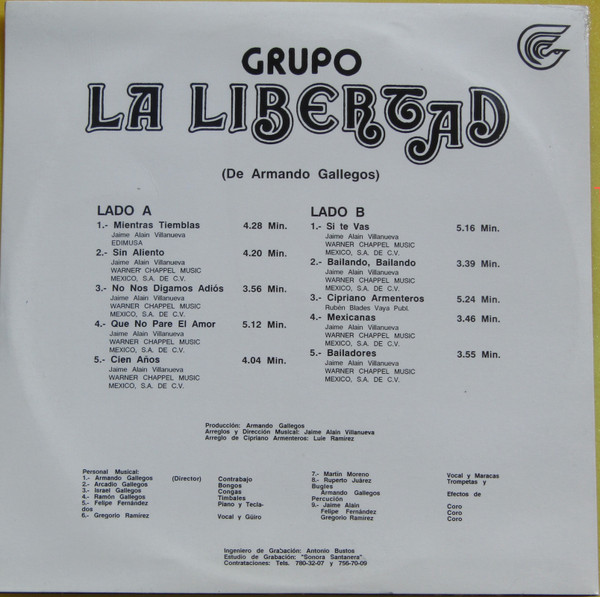 GRUPO
LA LIBERTAD
(De Armando Gallegos)
LADO A
1.- Mientras Tiemblas 4.28 Min.
Jaime Alain Villanueva
EDIMUSA
2.- Sin Aliento 4.20 Min.
Jaime Alain Villanueva
WARNER CHAPPEL MUSIC
MEXICO, S.A. DE C.V.
3.- No Nos Digamos Adiós 3.56 Min.
Jaime Alain Villanueva
WARNER CHAPPEL MUSIC
MEXICO, S.A. DE C.V.
4.- Que No Pare El Amor 5.12 Min.
Jaime Alain Villanueva
WARNER CHAPPEL MUSIC
MEXICO, S.A. DE C.V.
5.- Cien Años 4.04 Min.
Jaime Alain Villanueva
WARNER CHAPPEL MUSIC
MEXICO, S.A. DE C.V.
LADO B
1.- Si te Vas 5.16 Min.
Jaime Alain Villanueva
WARNER CHAPPEL MUSIC
MEXICO, S.A. DE C.V.
2.- Bailando, Bailando 3.39 Min.
Jaime Alain Villanueva
WARNER CHAPPEL MUSIC
MEXICO, S.A. DE C.V.
3.- Cipriano Armenteros 5.24 Min.
Rubén Blades Vaya Publ.
4.- Mexicanas 3.46 Min.
Jaime Alain Villanueva
WARNER CHAPPEL MUSIC
MEXICO, S.A. DE C.V.
5.- Bailadores 3.55 Min.
Jaime Alain Villanueva
WARNER CHAPPEL MUSIC
MEXICO, S.A. DE C.V.
Producción: Armando Gallegos
Arreglos y Dirección Musical: Jaime Alain Villanueva
Arreglo de Cipriano Armenteros: Luie Ramírez
Personal Musical:
1.- Armando Gallegos (Director) Contrabajo
2.- Arcadio Gallegos Bongos
3.- Israel Gallegos Congas
4.- Ramón Gallegos Timbales
5.- Felipe Fernández Piano y Tecla-
dos
6.- Gregorio Ramírez Vocal y Güiro
7.- Martín Moreno Vocal y Maracas
8.- Ruperto Juárez Trompetas y
Bugles
Armando Gallegos Efectos de
Percución
9.- Jaime Alain Coro
Felipe Fernández Coro
Gregorio Ramírez Coro
Ingeniero de Grabación: Antonio Bustos
Estudio de Grabación: "Sonora Santanera"
Contrataciones: Tels. 780-32-07 y 756-70-09